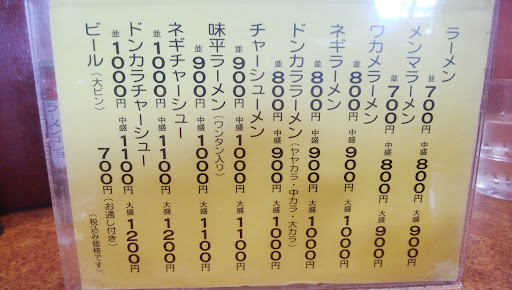 ラーメン
並700円 中盛800円 大盛900円
メンマラーメン
並700円 中盛800円 大盛900円
ワカメラーメン
並800円 中盛900円 大盛1000円
ネギラーメン
並800円 中盛900円 大盛1000円
ドンカララーメン（ヤヤカラ・中カラ・大カラ）
並800円 中盛900円 大盛1000円
チャーシューメン
並900円 中盛1000円 大盛1100円
味平ラーメン（ワンタン入り）
並900円 中盛1000円 大盛1100円
ネギチャーシュー
並1000円 中盛1100円 大盛1200円
ドンカラチャーシュー
並1000円 中盛1100円 大盛1200円
ビール（大ビン） 700円（お通し付き）
（税込み価格です）